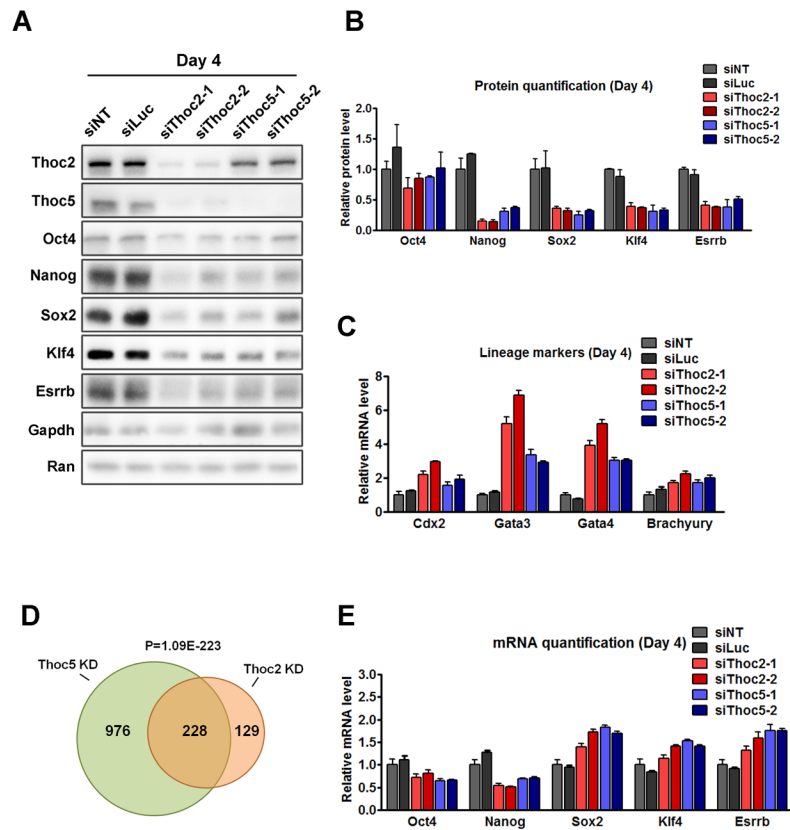 A
Day 4
siNT
siLuc
siThoc2-1
siThoc2-2
siThoc5-1
siThoc5-2
Thoc2
Thoc5
Oct4
Nanog
Sox2
Klf4
Esrrb
Gapdh
Ran
B
Protein quantification (Day 4)
siNT
siLuc
siThoc2-1
siThoc2-2
siThoc5-1
siThoc5-2
Relative protein level
2.0
1.5
1.0
0.5
0.0
Oct4 Nanog Sox2 Klf4 Esrrb
C
Lineage markers (Day 4)
siNT
siLuc
siThoc2-1
siThoc2-2
siThoc5-1
siThoc5-2
Relative mRNA level
8
6
4
2
0
Cdx2 Gata3 Gata4 Brachyury
D
P=1.09E-223
Thoc5 KD
Thoc2 KD
976 228 129
E
mRNA quantification (Day 4)
siNT
siLuc
siThoc2-1
siThoc2-2
siThoc5-1
siThoc5-2
Relative mRNA level
3.0
2.5
2.0
1.5
1.0
0.5
0.0
Oct4 Nanog Sox2 Klf4 Esrrb